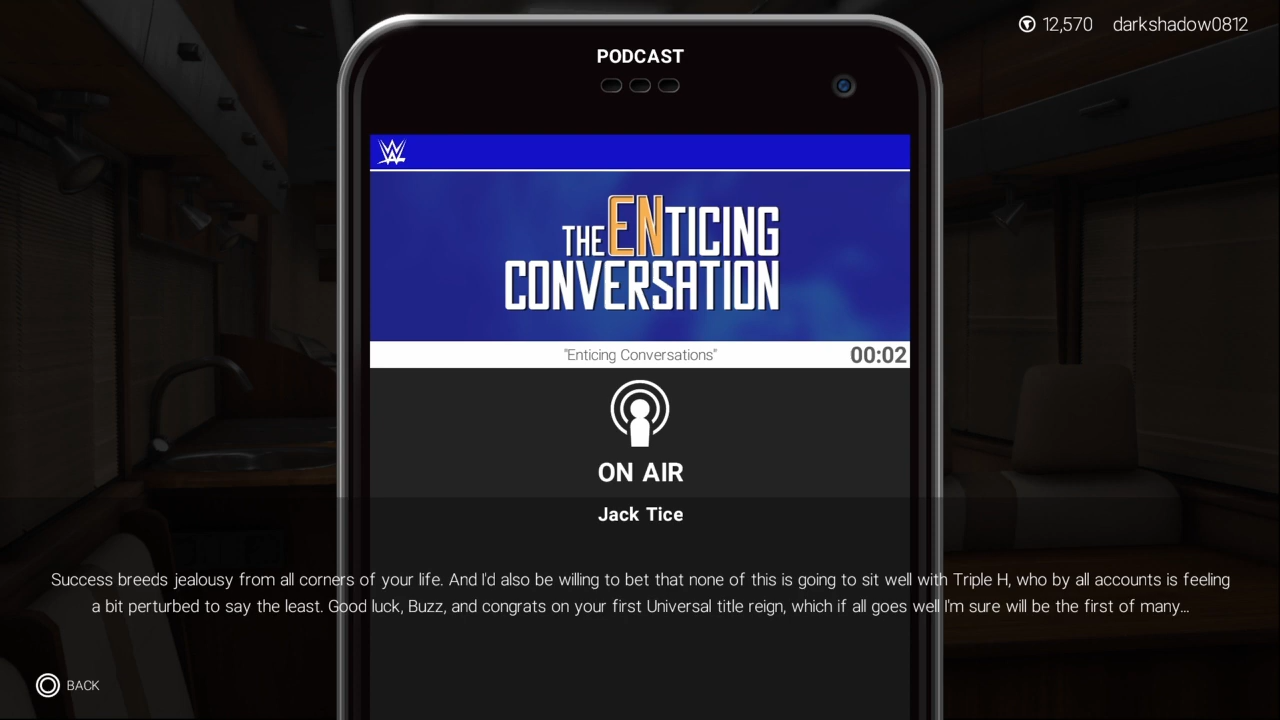 12,570 darkshadow0812
PODCAST
THE ENTICING
CONVERSATION
"Enticing Conversations" 00:02
ON AIR
Jack Tice
Success breeds jealousy from all corners of your life. And I'd also be willing to bet that none of this is going to sit well with Triple H, who by all accounts is feeling
a bit perturbed to say the least. Good luck, Buzz, and congrats on your first Universal title reign, which if all goes well I'm sure will be the first of many...
BACK